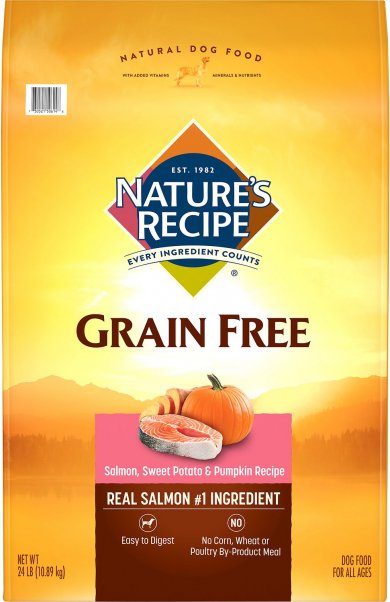 NATURAL DOG FOOD
WITH ADDED VITAMINS, MINERALS & NUTRIENTS
EST. 1982
NATURE'S
RECIPE
EVERY INGREDIENT COUNTS
®
GRAIN FREE
Salmon, Sweet Potato & Pumpkin Recipe
REAL SALMON #1 INGREDIENT
NO
Easy to Digest
No Corn, Wheat or
Poultry By-Product Meal
NET WT
24 LB (10.89 kg)
DOG FOOD
FOR ALL AGES